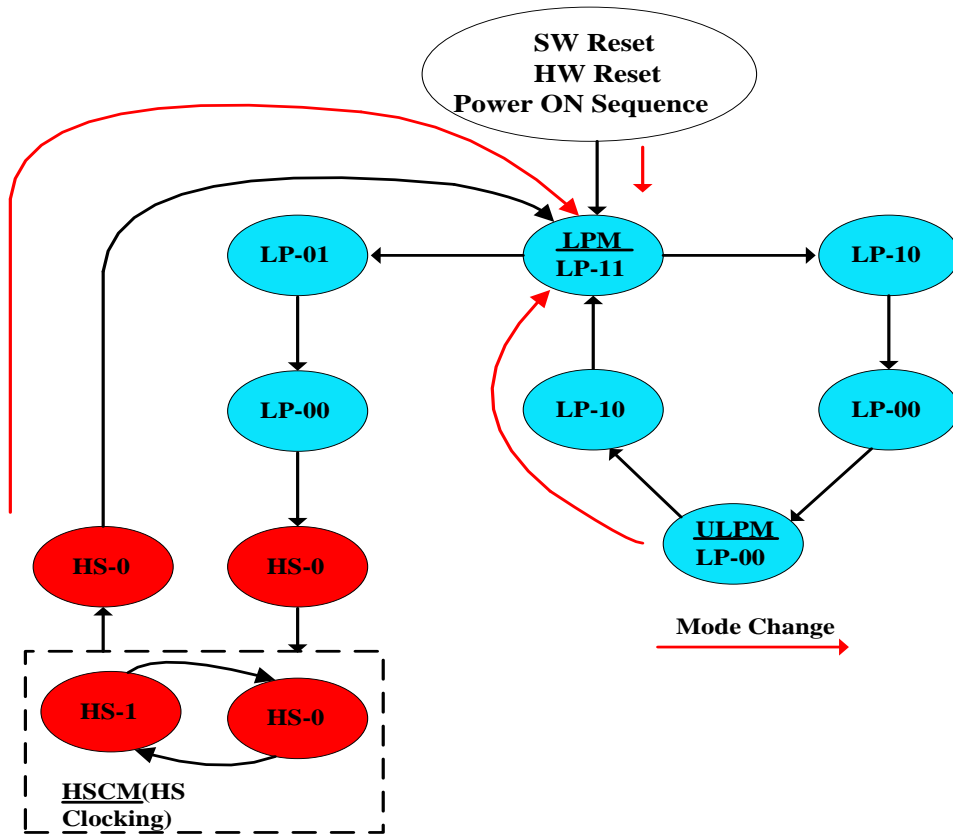 SW Reset
HW Reset
Power ON Sequence
LP-01
LPM
LP-11
LP-10
LP-00
LP-10
LP-00
ULPM
LP-00
HS-0
HS-0
Mode Change
HS-1
HS-0
HSCM(HS
Clocking)